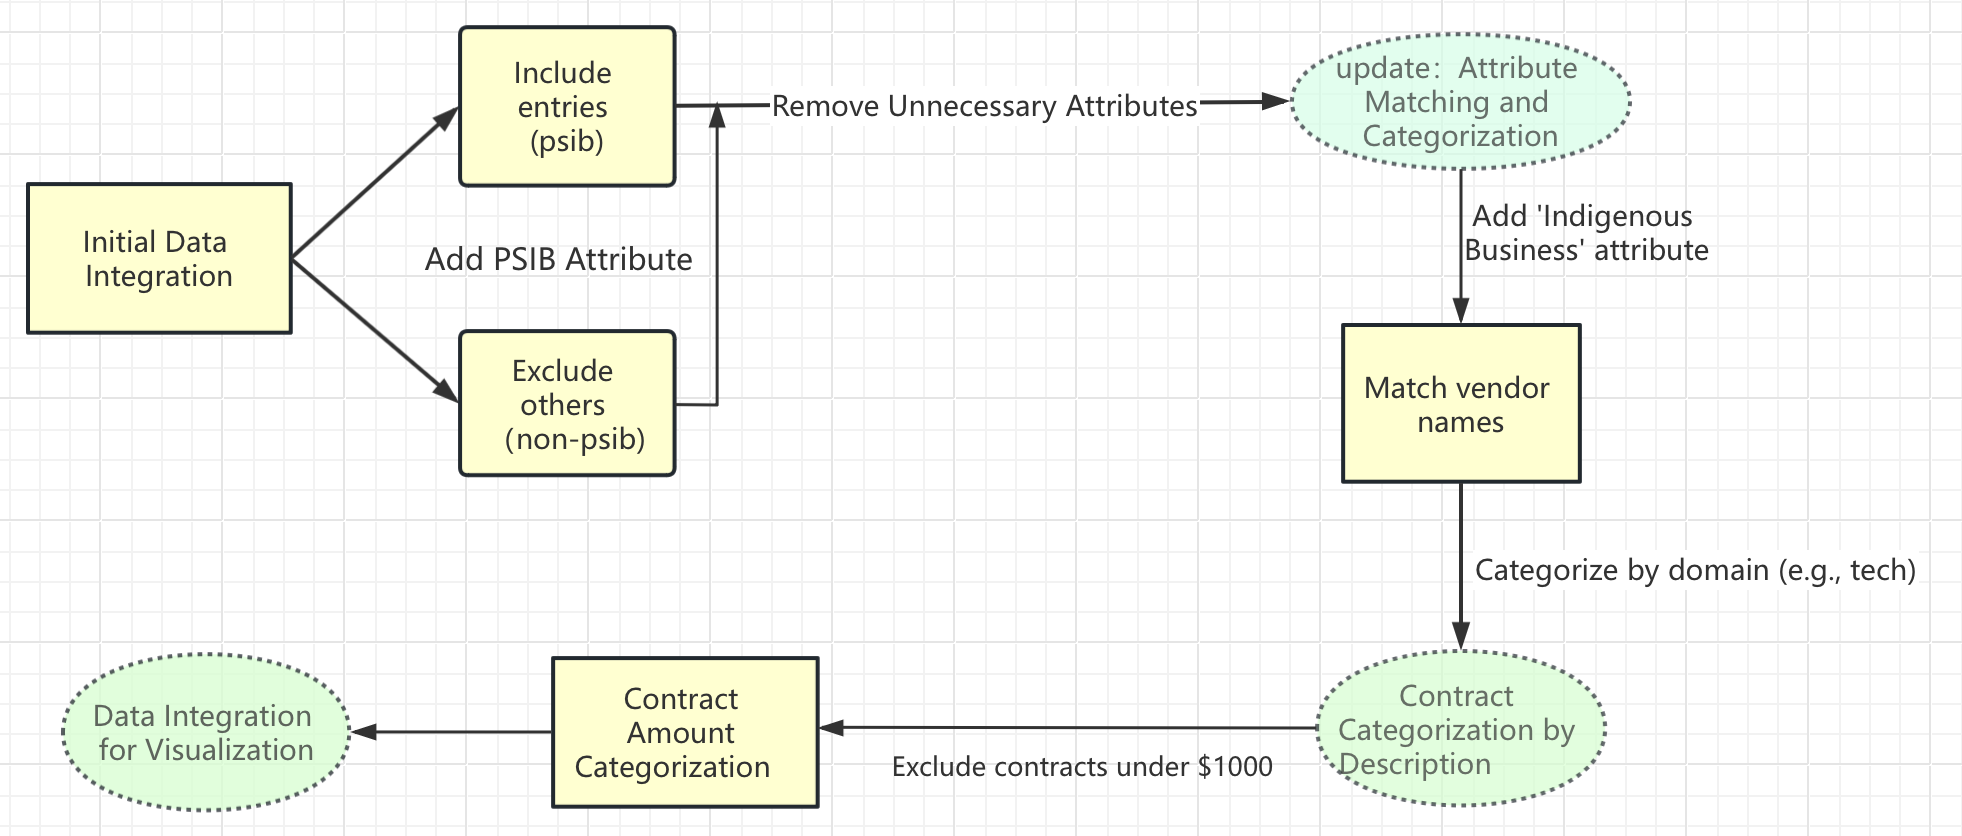 Initial Data
Integration
Include
entries
(psib)
Add PSIB Attribute
Exclude
others
(non-psib)
Remove Unnecessary Attributes
update: Attribute
Matching and
Categorization
Add 'Indigenous
Business' attribute
Match vendor
names
Categorize by domain (e.g., tech)
Contract
Categorization by
Description
Exclude contracts under $1000
Contract
Amount
Categorization
Data Integration
for Visualization